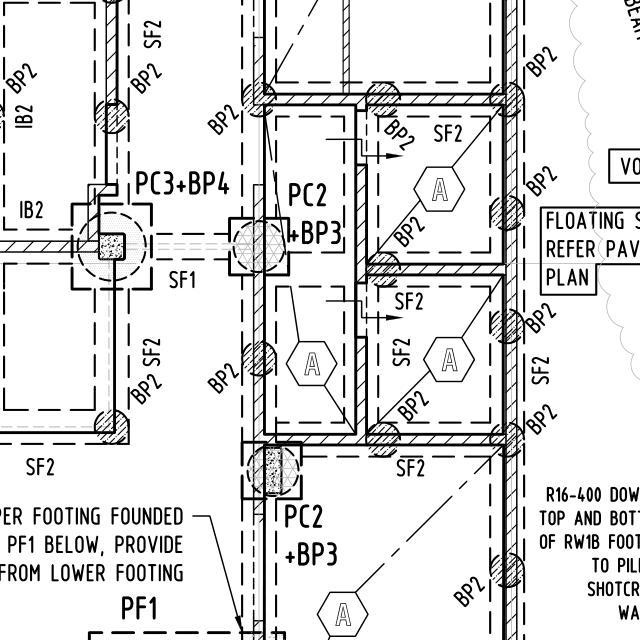 BEAM
SF2
BP2
BP2
IB2
BP2
BP2
BP2
BP2
SF2
VO
PC3+BP4
PC2
+BP3
A
BP2
IB2
BP2
FLOATING S
REFER PAV
PLAN
SF1
SF2
BP2
SF2
SF2
BP2
BP2
A
A
SF2
BP2
BP2
SF2
SF2
PC2
+BP3
R16-400 DOW
TOP AND BOTT
OF RW1B FOOT
TO PIL
SHOTCR
WA
PER FOOTING FOUNDED
PF1 BELOW, PROVIDE
FROM LOWER FOOTING
BP2
PF1
A